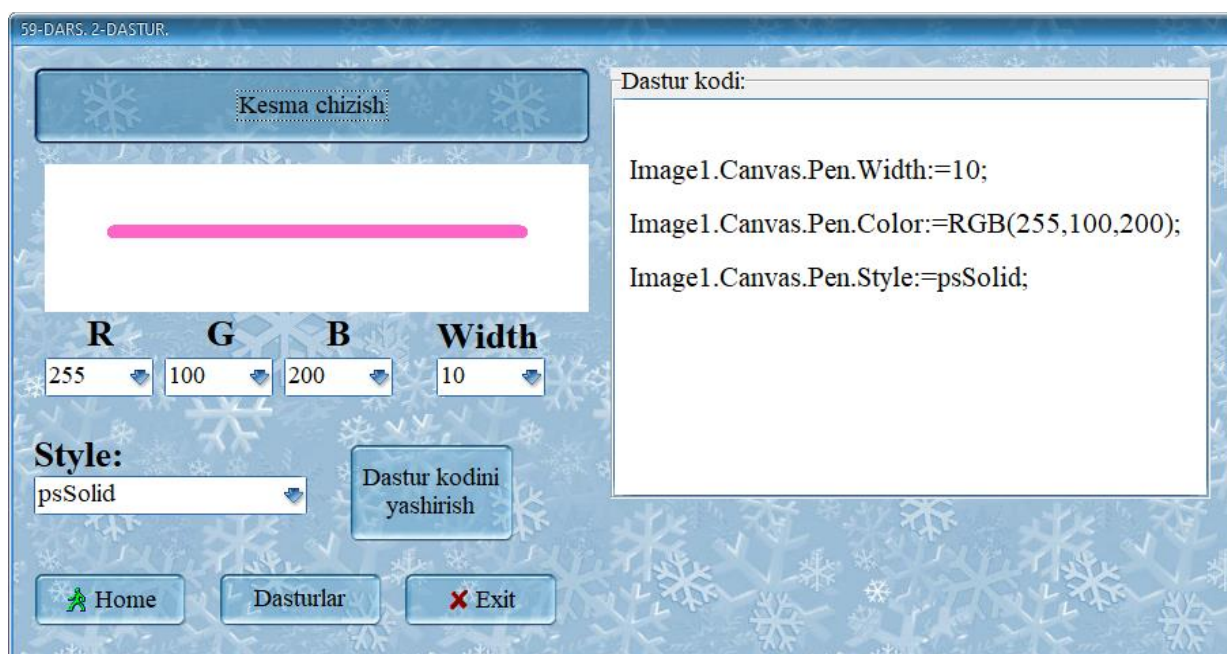 59-DARS. 2-DASTUR.
Kesma chizish
R G B Width
255 100 200 10
Style:
psSolid
Dastur kodini
yashirish
Home Dasturlar Exit
Dastur kodi:
Image1.Canvas.Pen.Width:=10;
Image1.Canvas.Pen.Color:=RGB(255,100,200);
Image1.Canvas.Pen.Style:=psSolid;